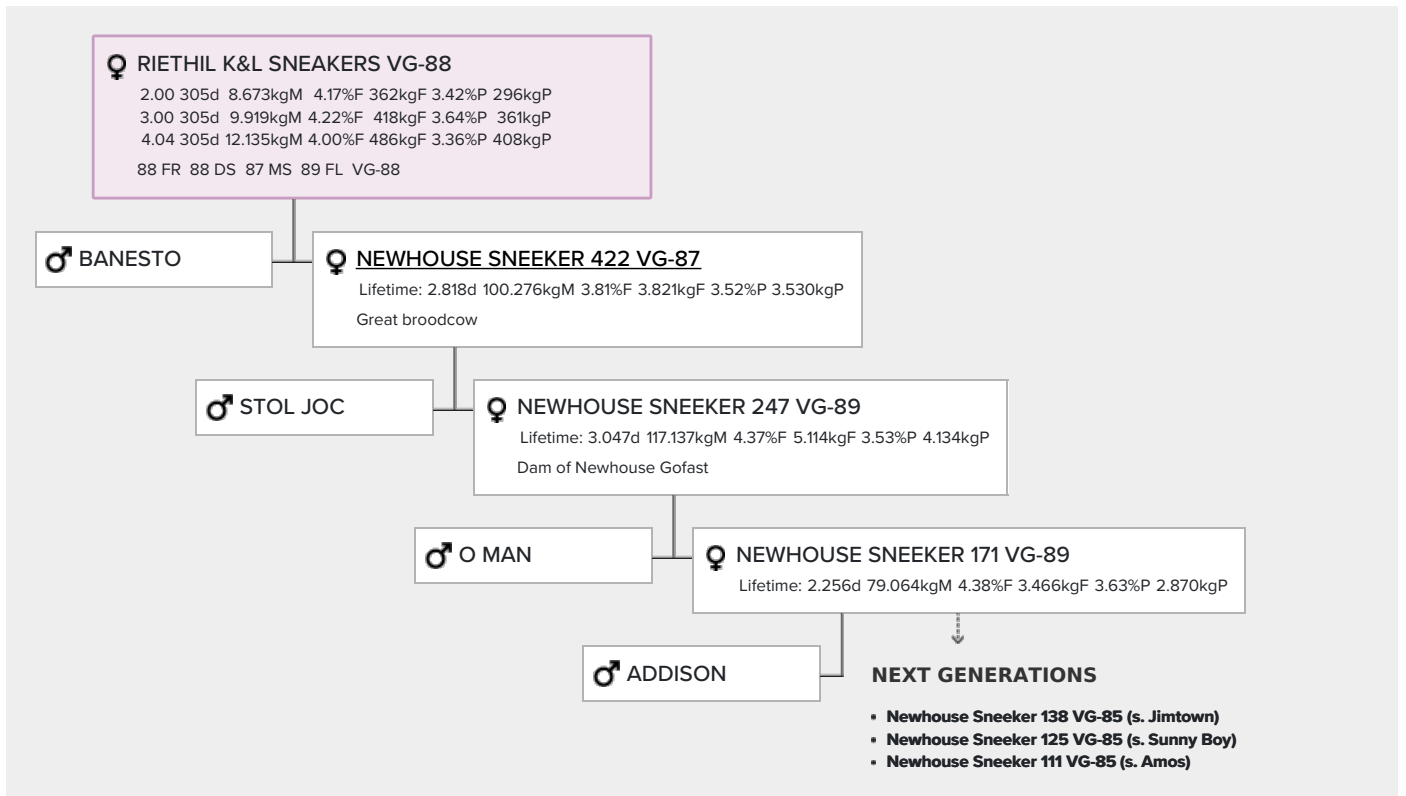 RIETHIL K&L SNEAKERS VG-88
2.00 305d 8.673kgM 4.17%F 362kgF 3.42%P 296kgP
3.00 305d 9.919kgM 4.22%F 418kgF 3.64%P 361kgP
4.04 305d 12.135kgM 4.00%F 486kgF 3.36%P 408kgP
88 FR 88 DS 87 MS 89 FL VG-88
BANESTO
NEWHOUSE SNEEKER 422 VG-87
Lifetime: 2.818d 100.276kgM 3.81%F 3.821kgF 3.52%P 3.530kgP
Great broodcow
STOL JOC
NEWHOUSE SNEEKER 247 VG-89
Lifetime: 3.047d 117.137kgM 4.37%F 5.114kgF 3.53%P 4.134kgP
Dam of Newhouse Gofast
O MAN
NEWHOUSE SNEEKER 171 VG-89
Lifetime: 2.256d 79.064kgM 4.38%F 3.466kgF 3.63%P 2.870kgP
ADDISON
NEXT GENERATIONS
• Newhouse Sneeker 138 VG-85 (s. Jimtown)
• Newhouse Sneeker 125 VG-85 (s. Sunny Boy)
• Newhouse Sneeker 111 VG-85 (s. Amos)